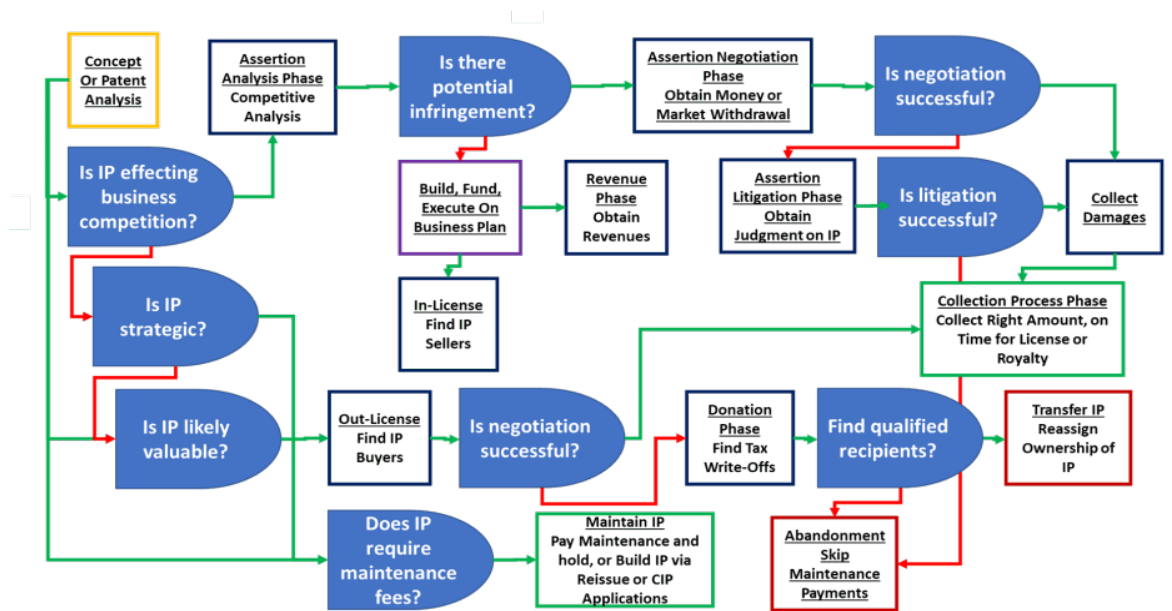 Concept
Or Patent
Analysis
Assertion
Analysis Phase
Competitive
Analysis
Is there
potential
infringement?
Assertion Negotiation
Phase
Obtain Money or
Market Withdrawal
Is negotiation
successful?
Is IP effecting
business
competition?
Build, Fund,
Execute On
Business Plan
Revenue
Phase
Obtain
Revenues
Assertion
Litigation Phase
Obtain
Judgment on IP
Is litigation
successful?
Collect
Damages
Is IP
strategic?
In-License
Find IP
Sellers
Collection Process Phase
Collect Right Amount, on
Time for License or
Royalty
Is IP likely
valuable?
Out-License
Find IP
Buyers
Is negotiation
successful?
Donation
Phase
Find Tax
Write-Offs
Find qualified
recipients?
Transfer IP
Reassign
Ownership of
IP
Does IP
require
maintenance
fees?
Maintain IP
Pay Maintenance and
hold, or Build IP via
Reissue or CIP
Applications
Abandonment
Skip
Maintenance
Payments